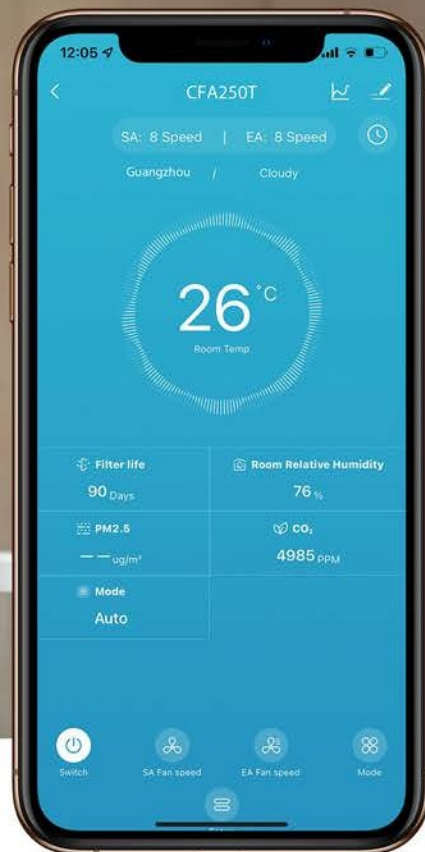 12:05
CFA250T
SA: 8 Speed | EA: 8 Speed
Guangzhou / Cloudy
26 °C
Room Temp
Filter life
90 Days
Room Relative Humidity
76 %
PM2.5
—— ug/m³
CO₂
4985 PPM
Mode
Auto
Switch
SA Fan speed
EA Fan speed
Mode